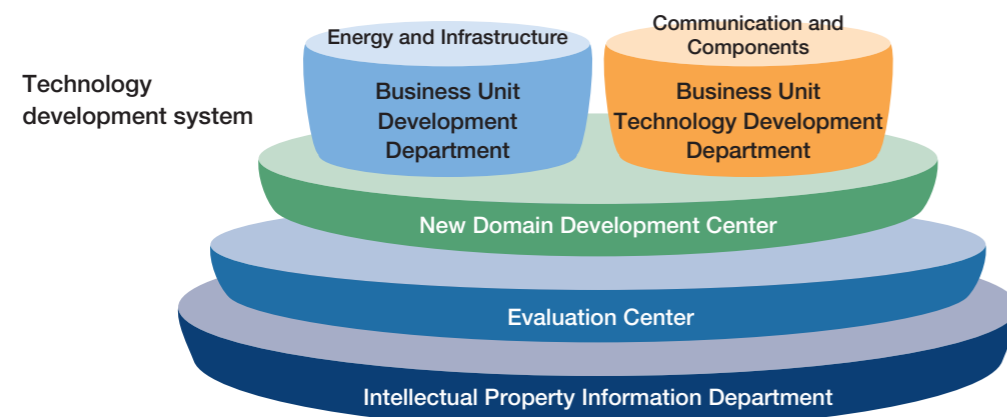 Technology
development system
Energy and Infrastructure
Business Unit
Development
Department
Communication and
Components
Business Unit
Technology Development
Department
New Domain Development Center
Evaluation Center
Intellectual Property Information Department